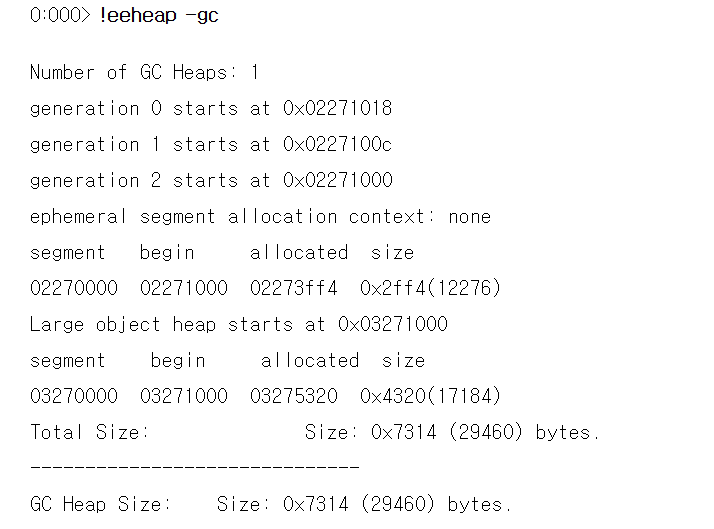 0:000> !eeheap -gc
Number of GC Heaps: 1
generation 0 starts at 0x02271018
generation 1 starts at 0x0227100c
generation 2 starts at 0x02271000
ephemeral segment allocation context: none
segment begin allocated size
02270000 02271000 02273ff4 0x2ff4(12276)
Large object heap starts at 0x03271000
segment begin allocated size
03270000 03271000 03275320 0x4320(17184)
Total Size: Size: 0x7314 (29460) bytes.
------------------------------
GC Heap Size: Size: 0x7314 (29460) bytes.